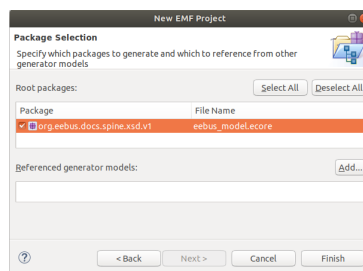 New EMF Project
Package Selection
Specify which packages to generate and which to reference from other
generator models
Root packages:
Select All
Deselect All
Package
File Name
org.eebus.docs.spine.xsd.v1
eebus_model.ecore
Referenced generator models:
Add...
?
< Back
Next >
Cancel
Finish